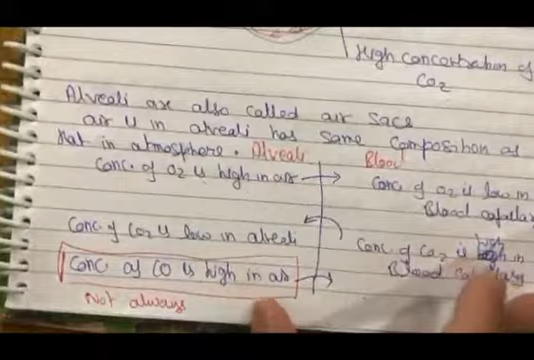 High concentration of
CO2
Alveoli are also called air sacs
air is in alveoli has same composition as
that in atmosphere. Alveoli
Blood
Conc. of O2 is high in air
Conc. of O2 is low in
Blood
Conc. of CO2 is low in alveoli
Conc. of CO2 is high in
Blood
Conc. of CO is high in air
Not always